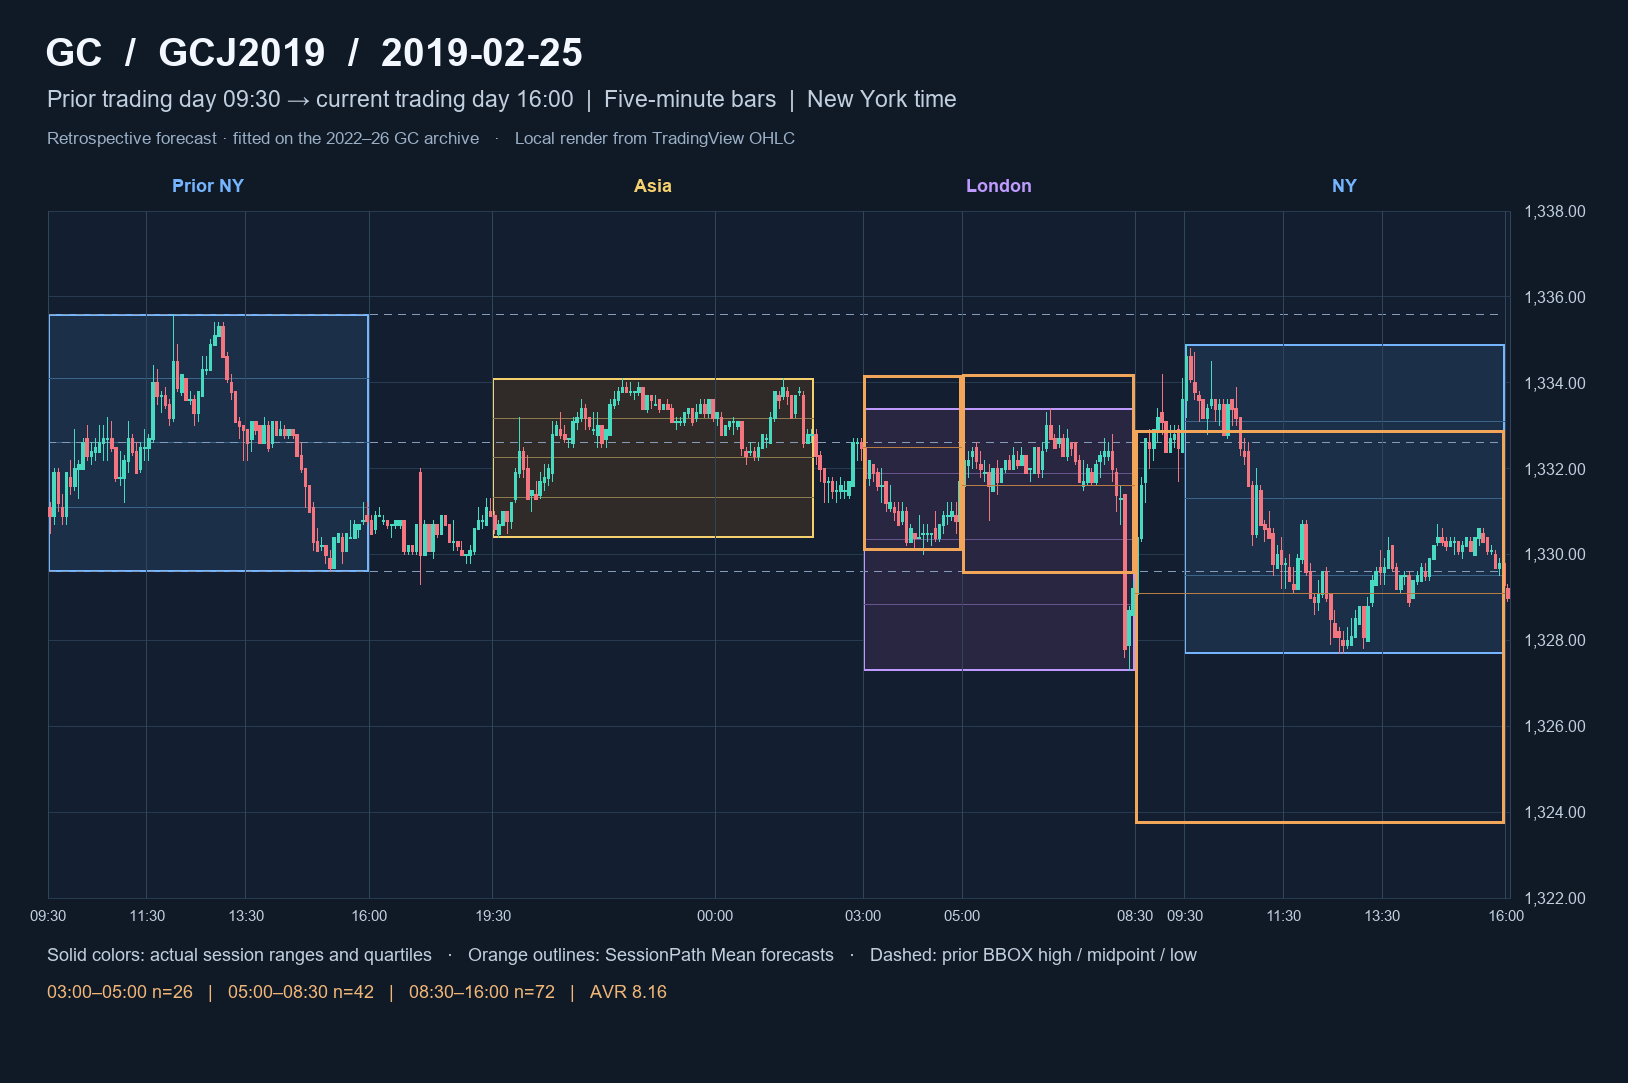 GC / GCJ2019 / 2019-02-25
Prior trading day 09:30 → current trading day 16:00 | Five-minute bars | New York time
Retrospective forecast · fitted on the 2022–26 GC archive · Local render from TradingView OHLC
Prior NY Asia London NY
1,338.00
1,336.00
1,334.00
1,332.00
1,330.00
1,328.00
1,326.00
1,324.00
1,322.00
09:30 11:30 13:30 16:00 19:30 00:00 03:00 05:00 08:30 09:30 11:30 13:30 16:00
Solid colors: actual session ranges and quartiles · Orange outlines: SessionPath Mean forecasts · Dashed: prior BBOX high / midpoint / low
03:00–05:00 n=26 | 05:00–08:30 n=42 | 08:30–16:00 n=72 | AVR 8.16